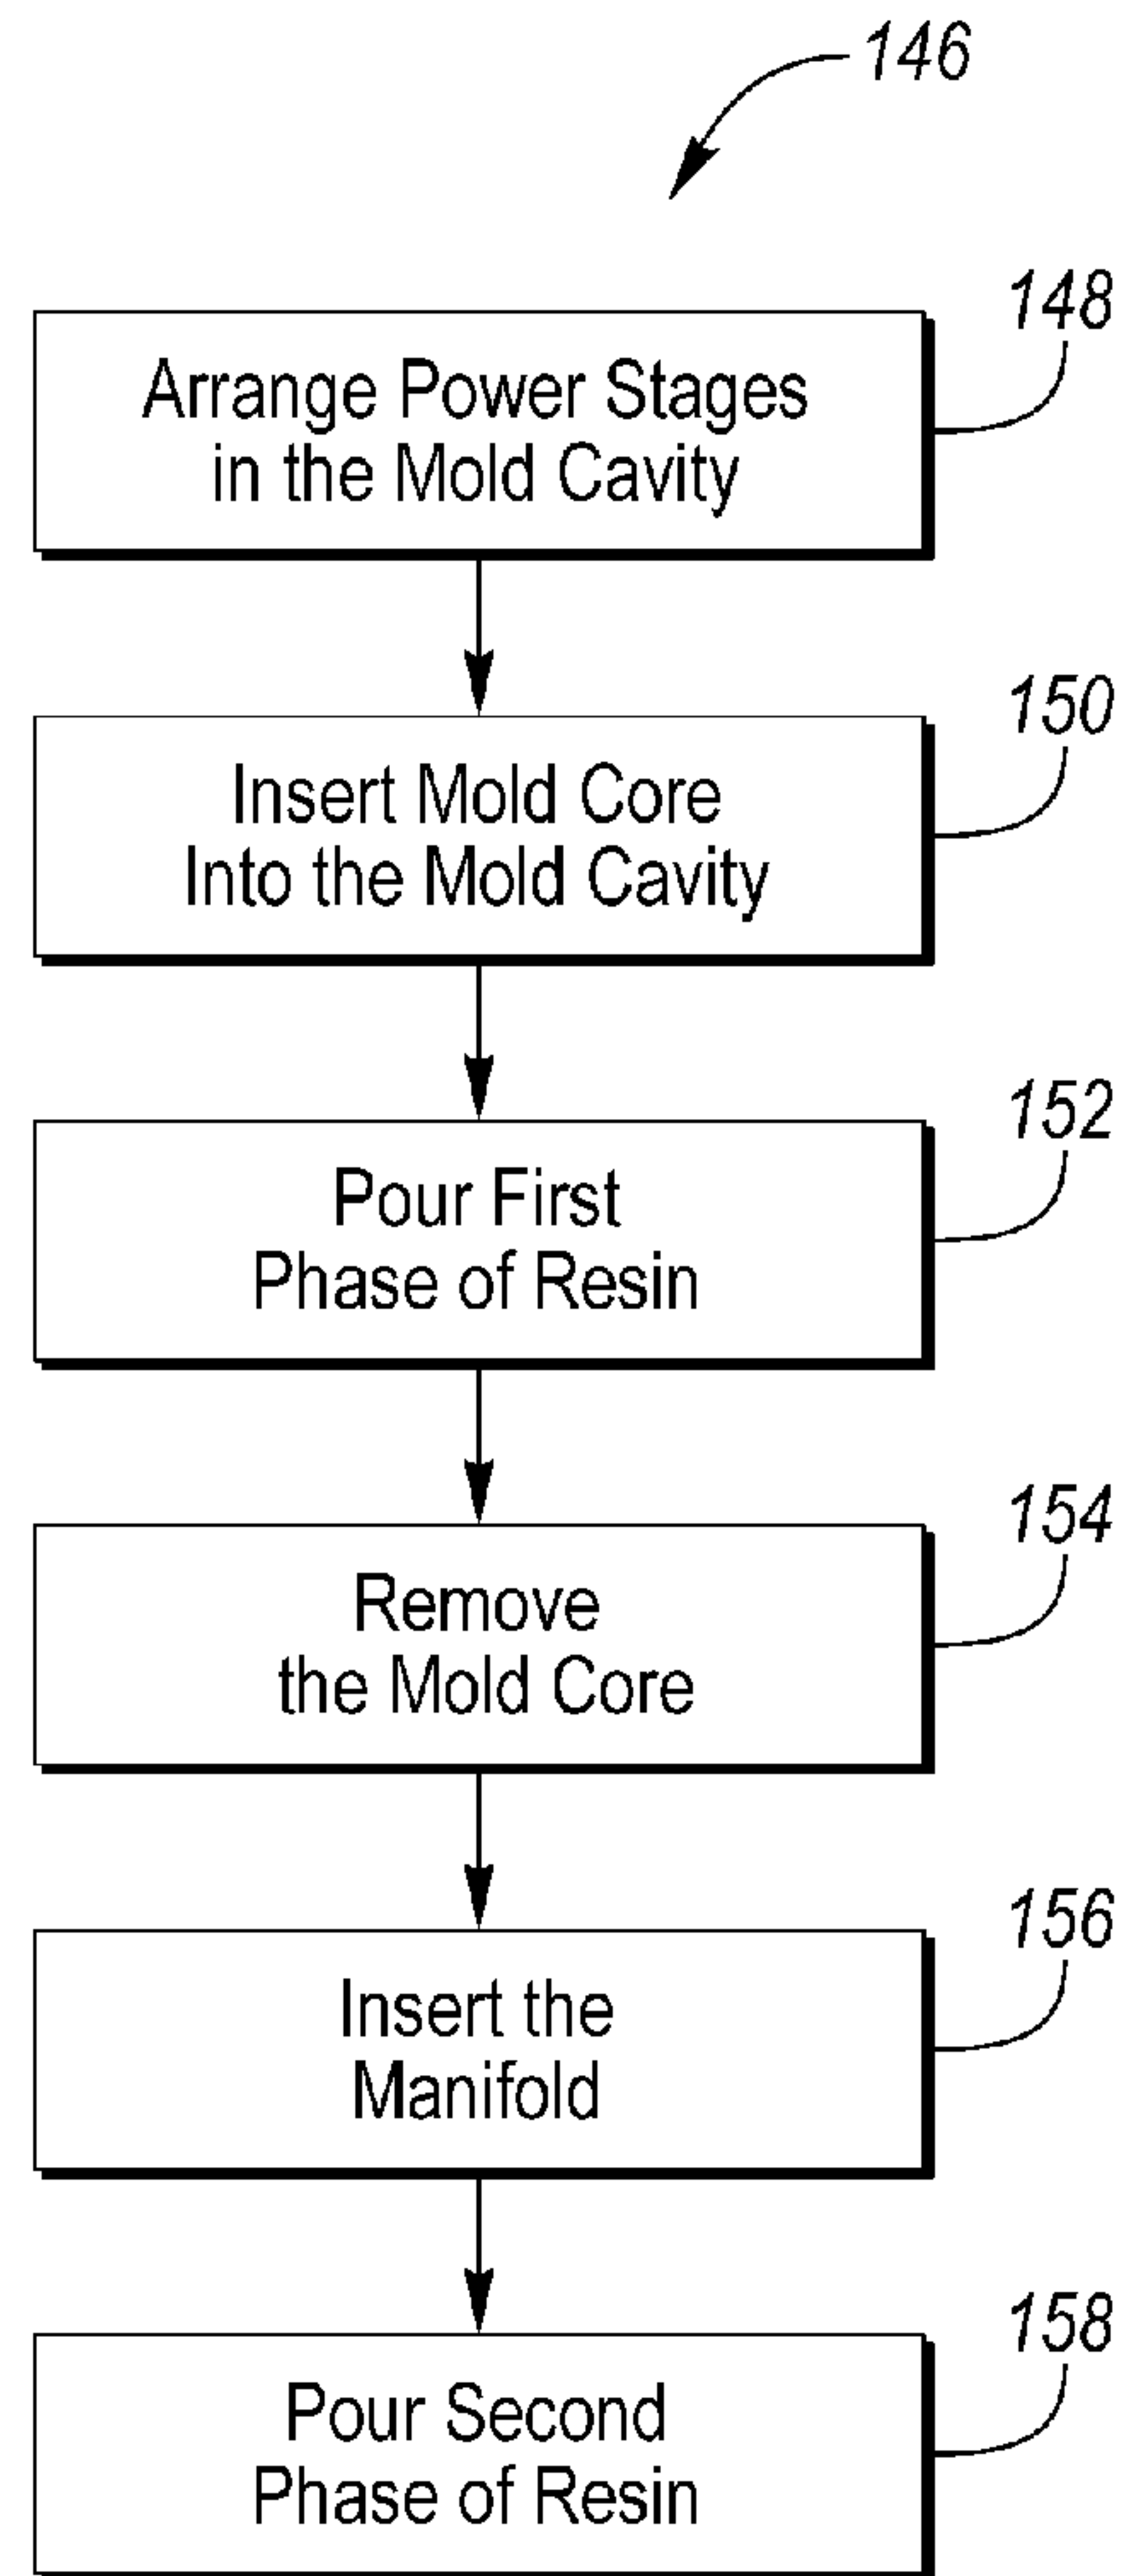 146
148
Arrange Power Stages
in the Mold Cavity
150
Insert Mold Core
Into the Mold Cavity
152
Pour First
Phase of Resin
154
Remove
the Mold Core
156
Insert the
Manifold
158
Pour Second
Phase of Resin